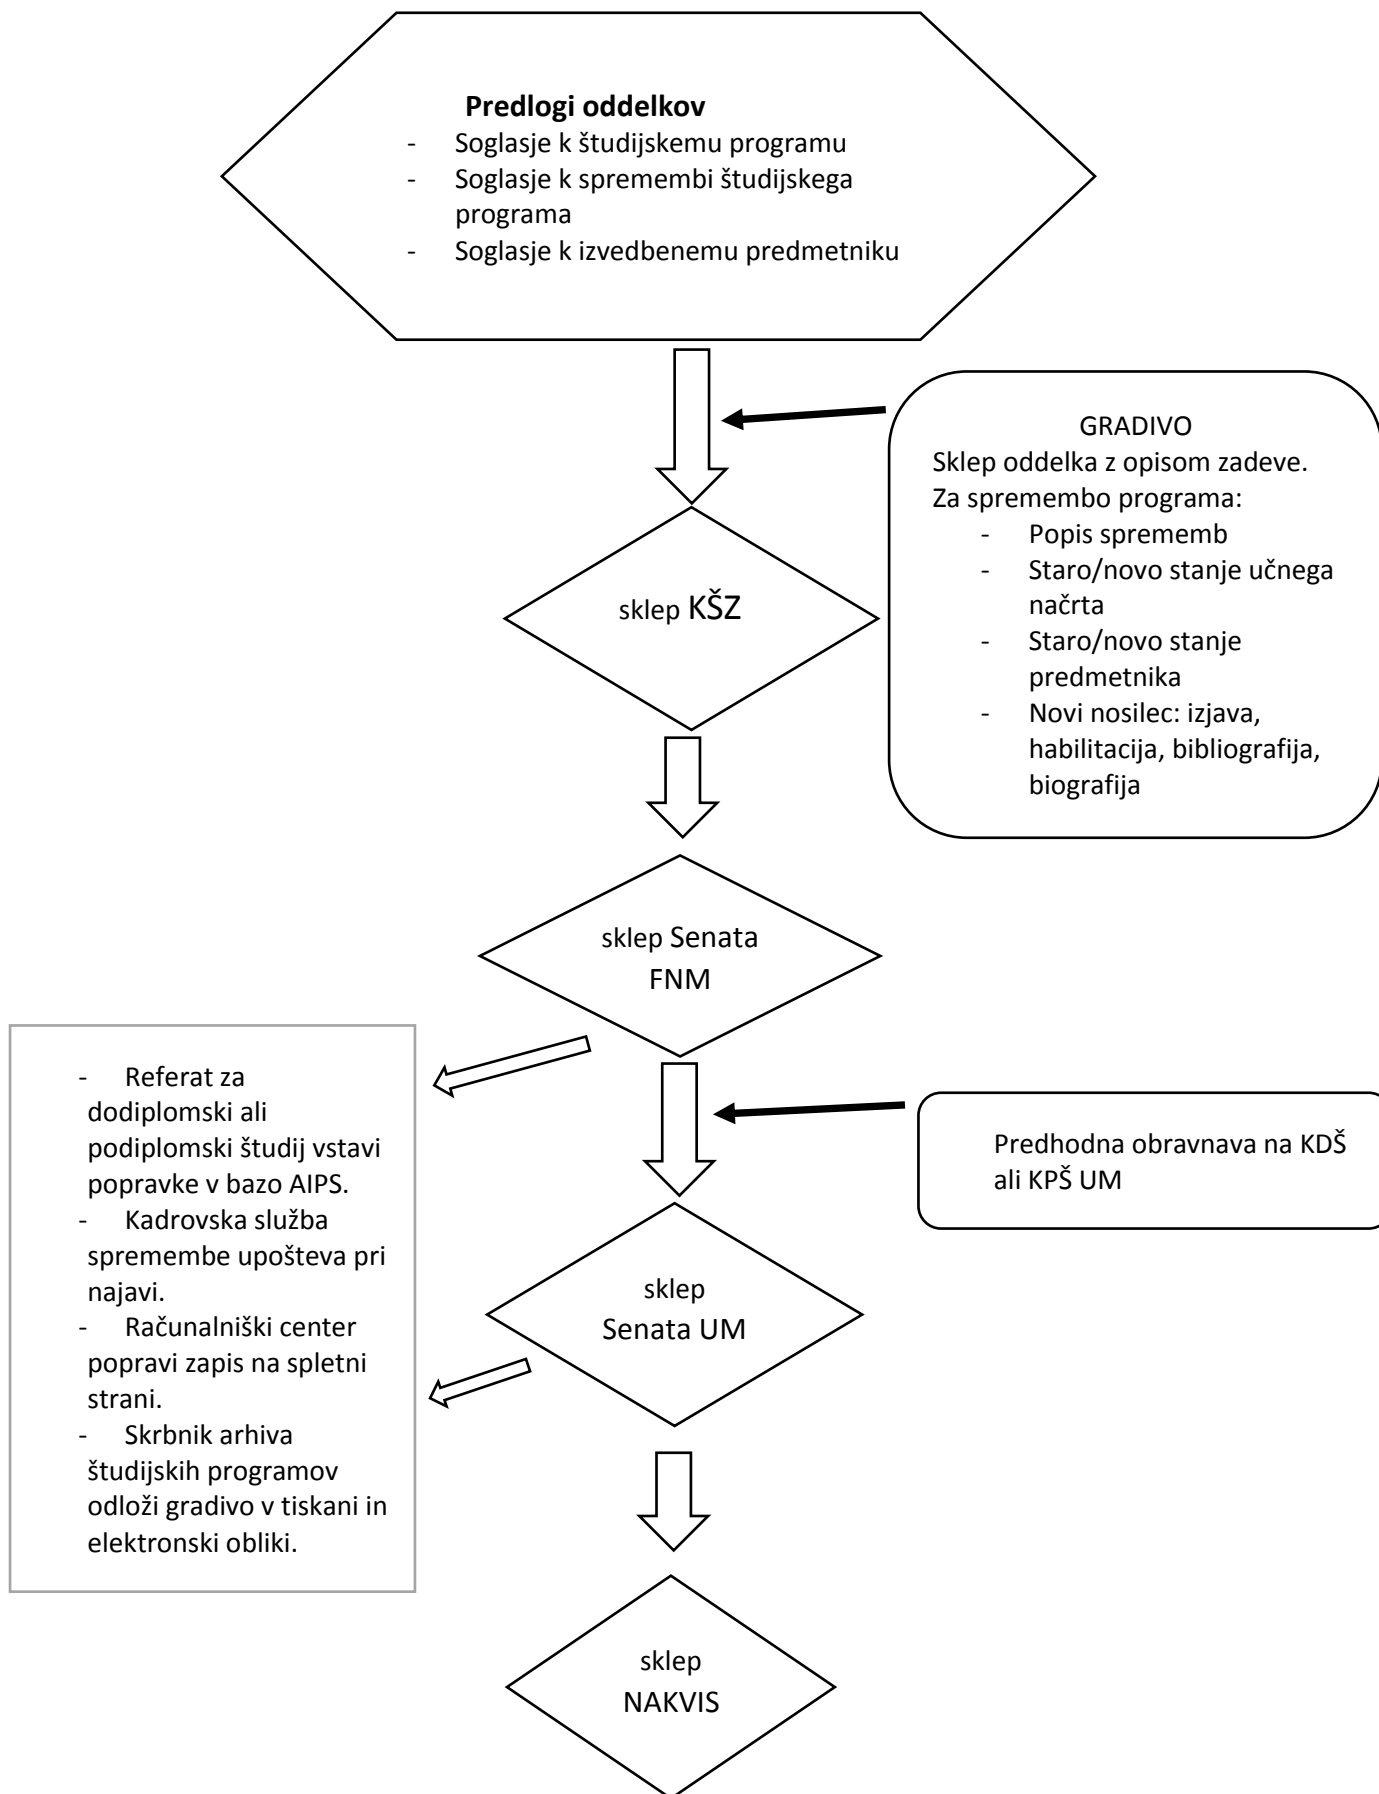 Predlogi oddelkov
- Soglasje k študijskemu programu
- Soglasje k spremembi študijskega
programa
- Soglasje k izvedbenemu predmetniku
GRADIVO
Sklep oddelka z opisom zadeve.
Za spremembo programa:
- Popis sprememb
- Staro/novo stanje učnega
načrta
- Staro/novo stanje
predmetnika
- Novi nosilec: izjava,
habilitacija, bibliografija,
biografija
sklep KŠZ
sklep Senata
FNM
- Referat za
dodiplomski ali
podiplomski študij vstavi
popravke v bazo AIPS.
- Kadrovska služba
spremembe upošteva pri
najavi.
- Računalniški center
popravi zapis na spletni
strani.
- Skrbnik arhiva
študijskih programov
odloži gradivo v tiskani in
elektronski obliki.
Predhodna obravnava na KDŠ
ali KPŠ UM
sklep
Senata UM
sklep
NAKVIS